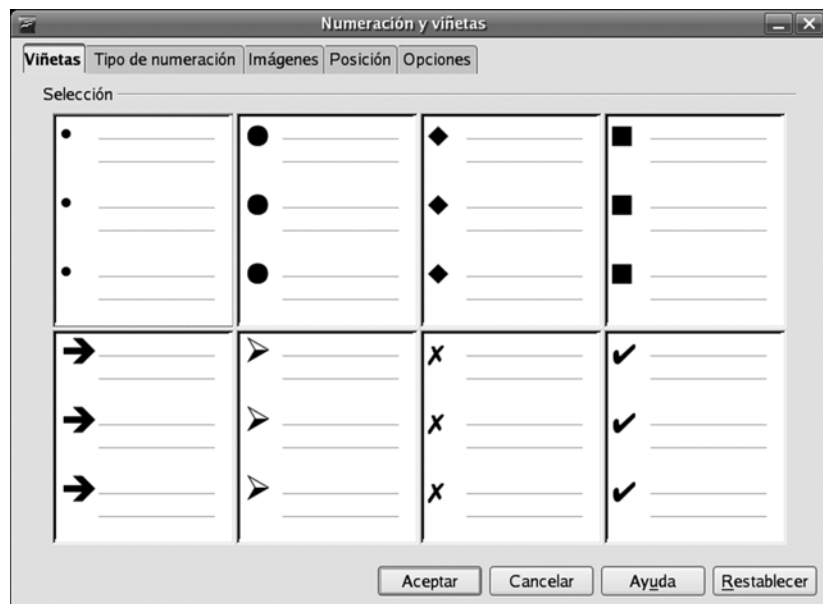 Numeración y viñetas
Viñetas Tipo de numeración Imágenes Posición Opciones
Selección
Aceptar Cancelar Ayuda Restablecer